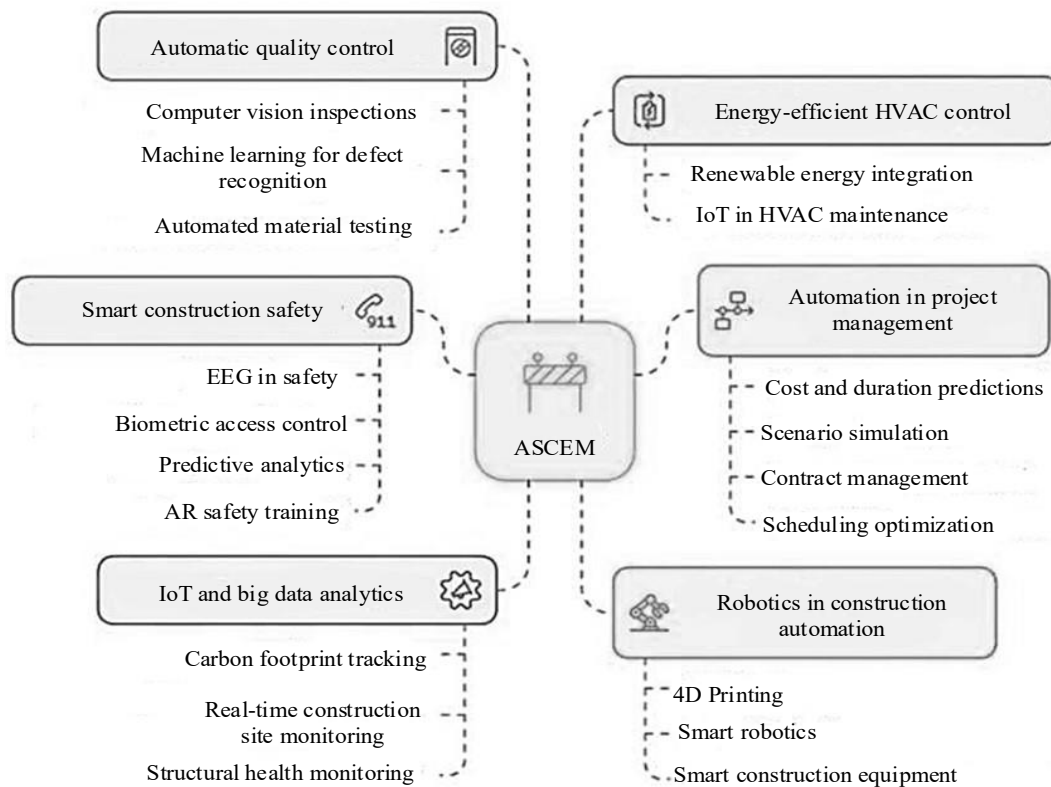 Automatic quality control
Computer vision inspections
Machine learning for defect
recognition
Automated material testing
Energy-efficient HVAC control
Renewable energy integration
IoT in HVAC maintenance
Smart construction safety
911
EEG in safety
Biometric access control
Predictive analytics
AR safety training
ASCEM
Automation in project
management
Cost and duration predictions
Scenario simulation
Contract management
Scheduling optimization
IoT and big data analytics
Carbon footprint tracking
Real-time construction
site monitoring
Structural health monitoring
Robotics in construction
automation
4D Printing
Smart robotics
Smart construction equipment